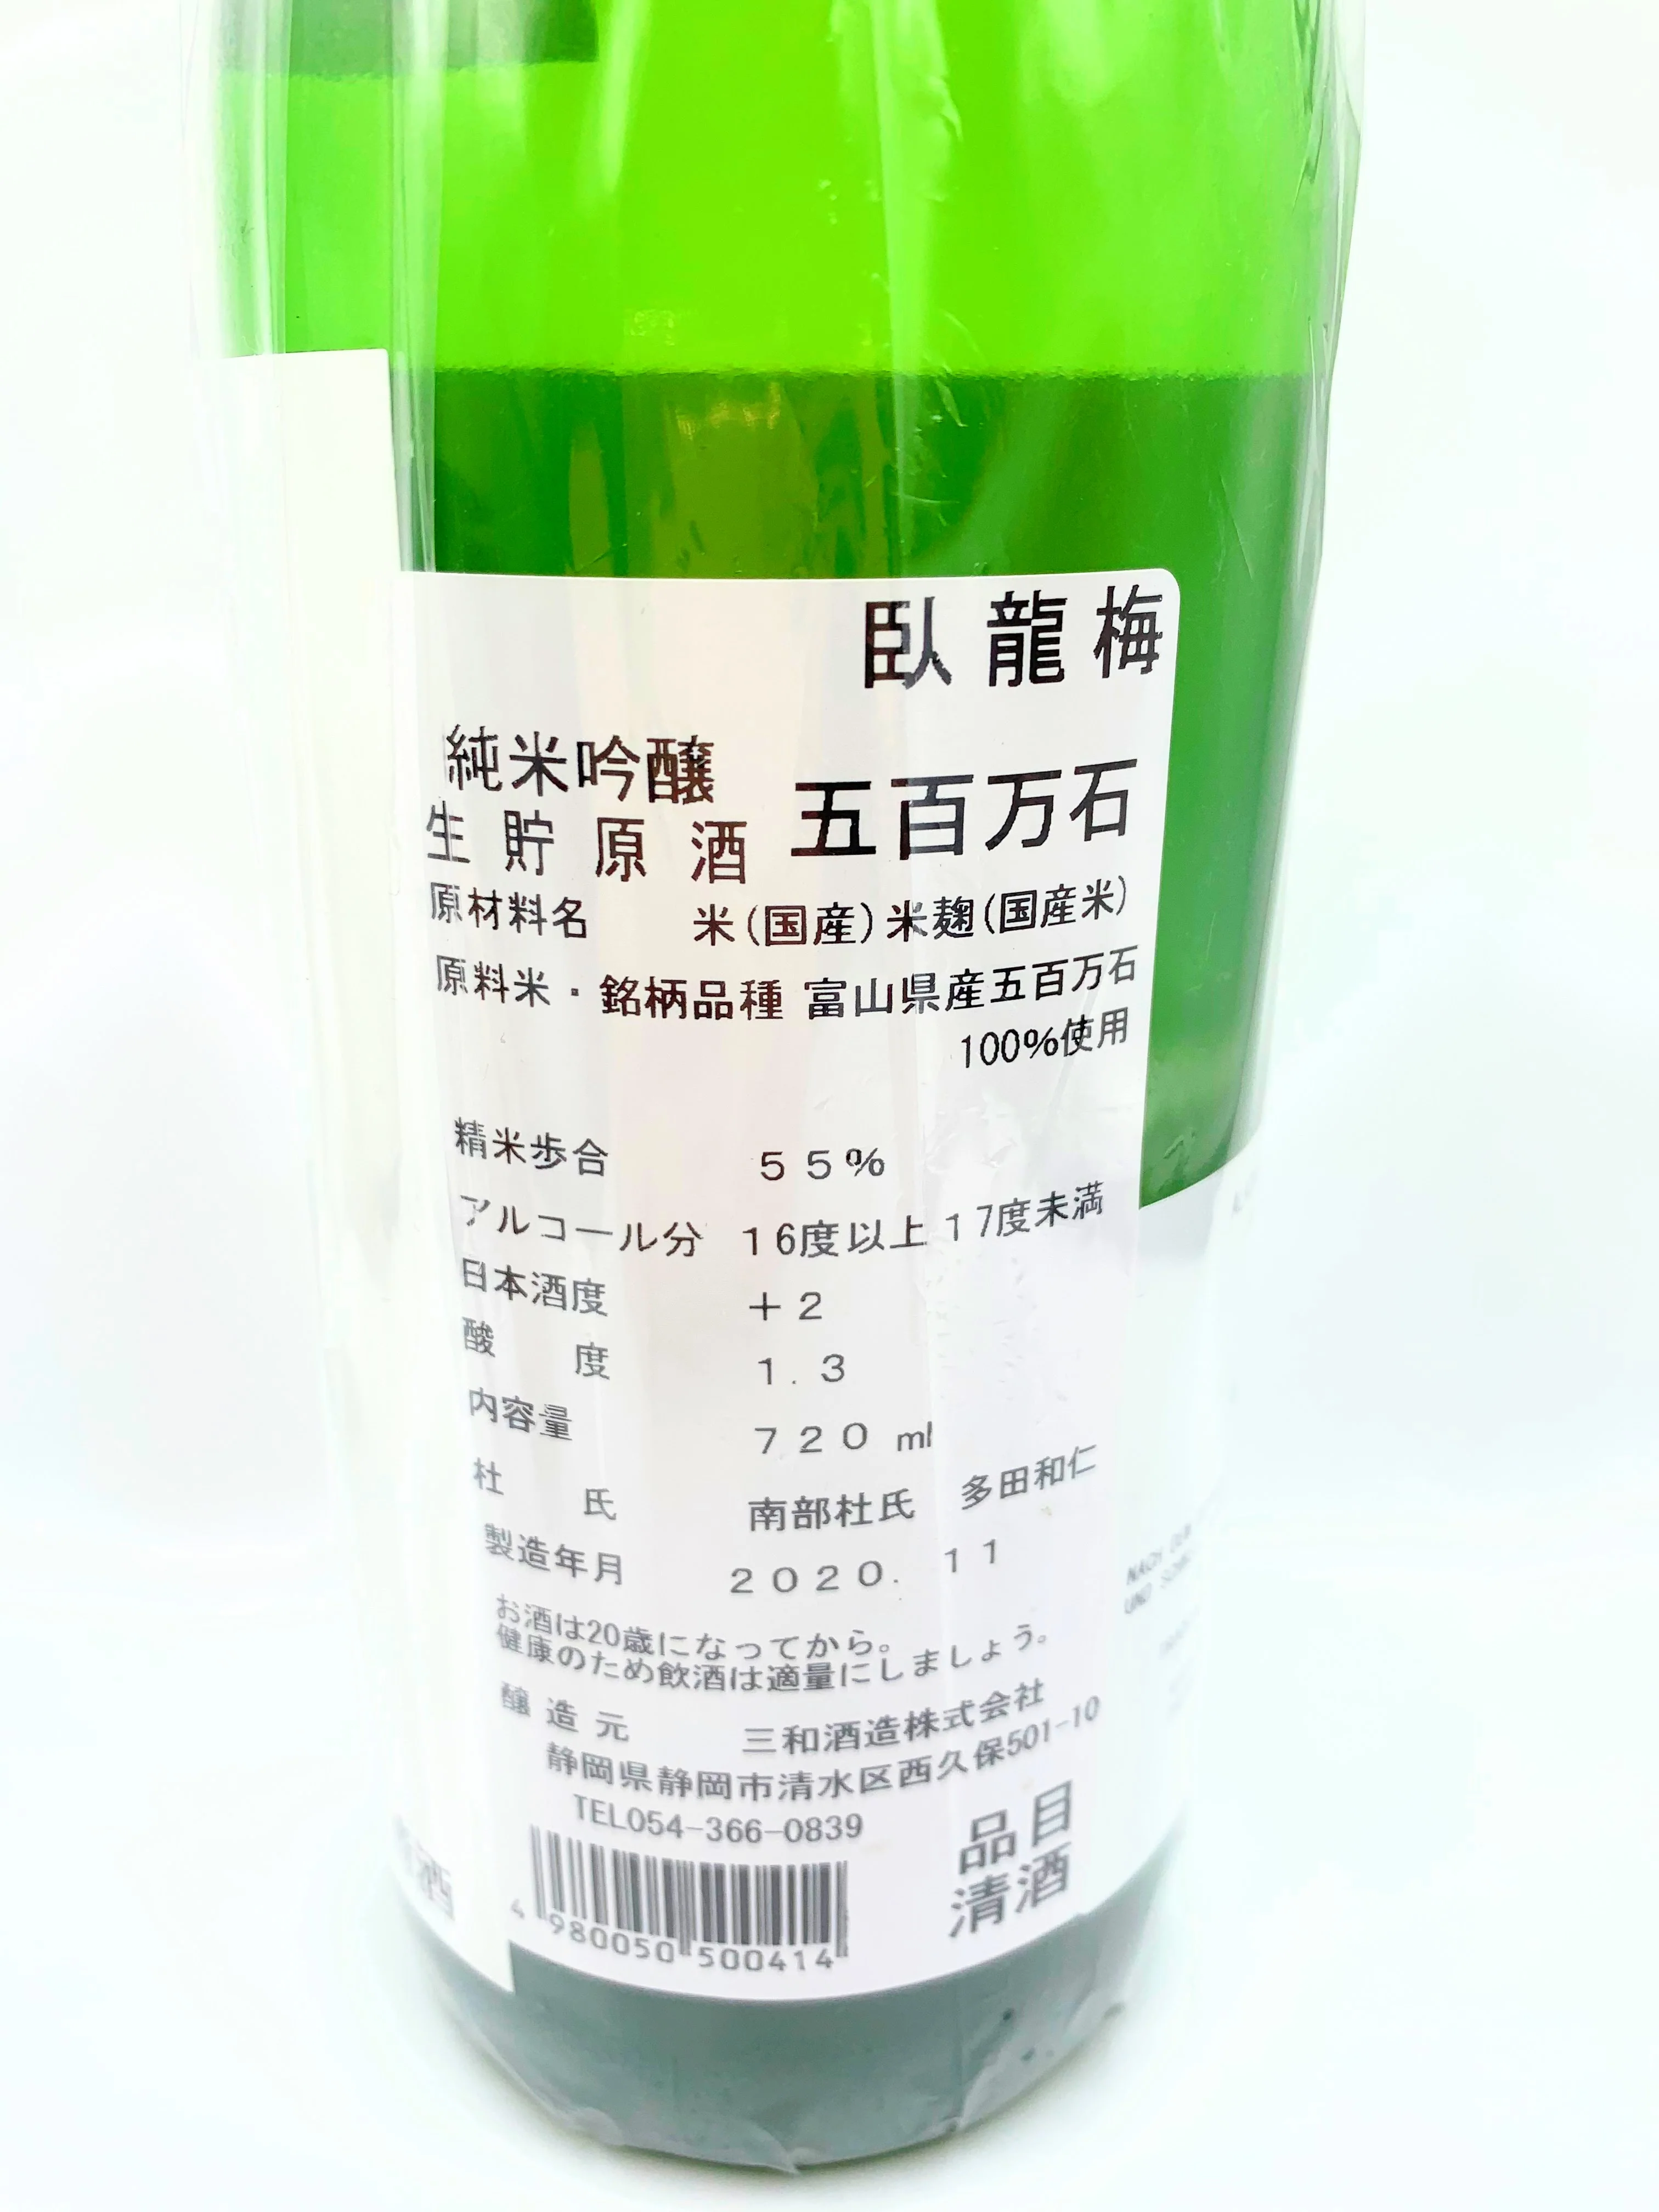 臥龍梅
純米吟醸
生貯原酒 五百万石
原材料名 米(国産)米麹(国産米)
原料米・銘柄品種 富山県産五百万石
100%使用
精米歩合 55%
アルコール分 16度以上17度未満
日本酒度 +2
酸度 1.3
内容量 720 ml
杜氏 南部杜氏 多田和仁
製造年月 2020. 11
お酒は20歳になってから。
健康のため飲酒は適量にしましょう。
醸造元 三和酒造株式会社
静岡県静岡市清水区西久保501-10
TEL054-366-0839
品目
清酒
4 980050 500414
酒
NACH
UND